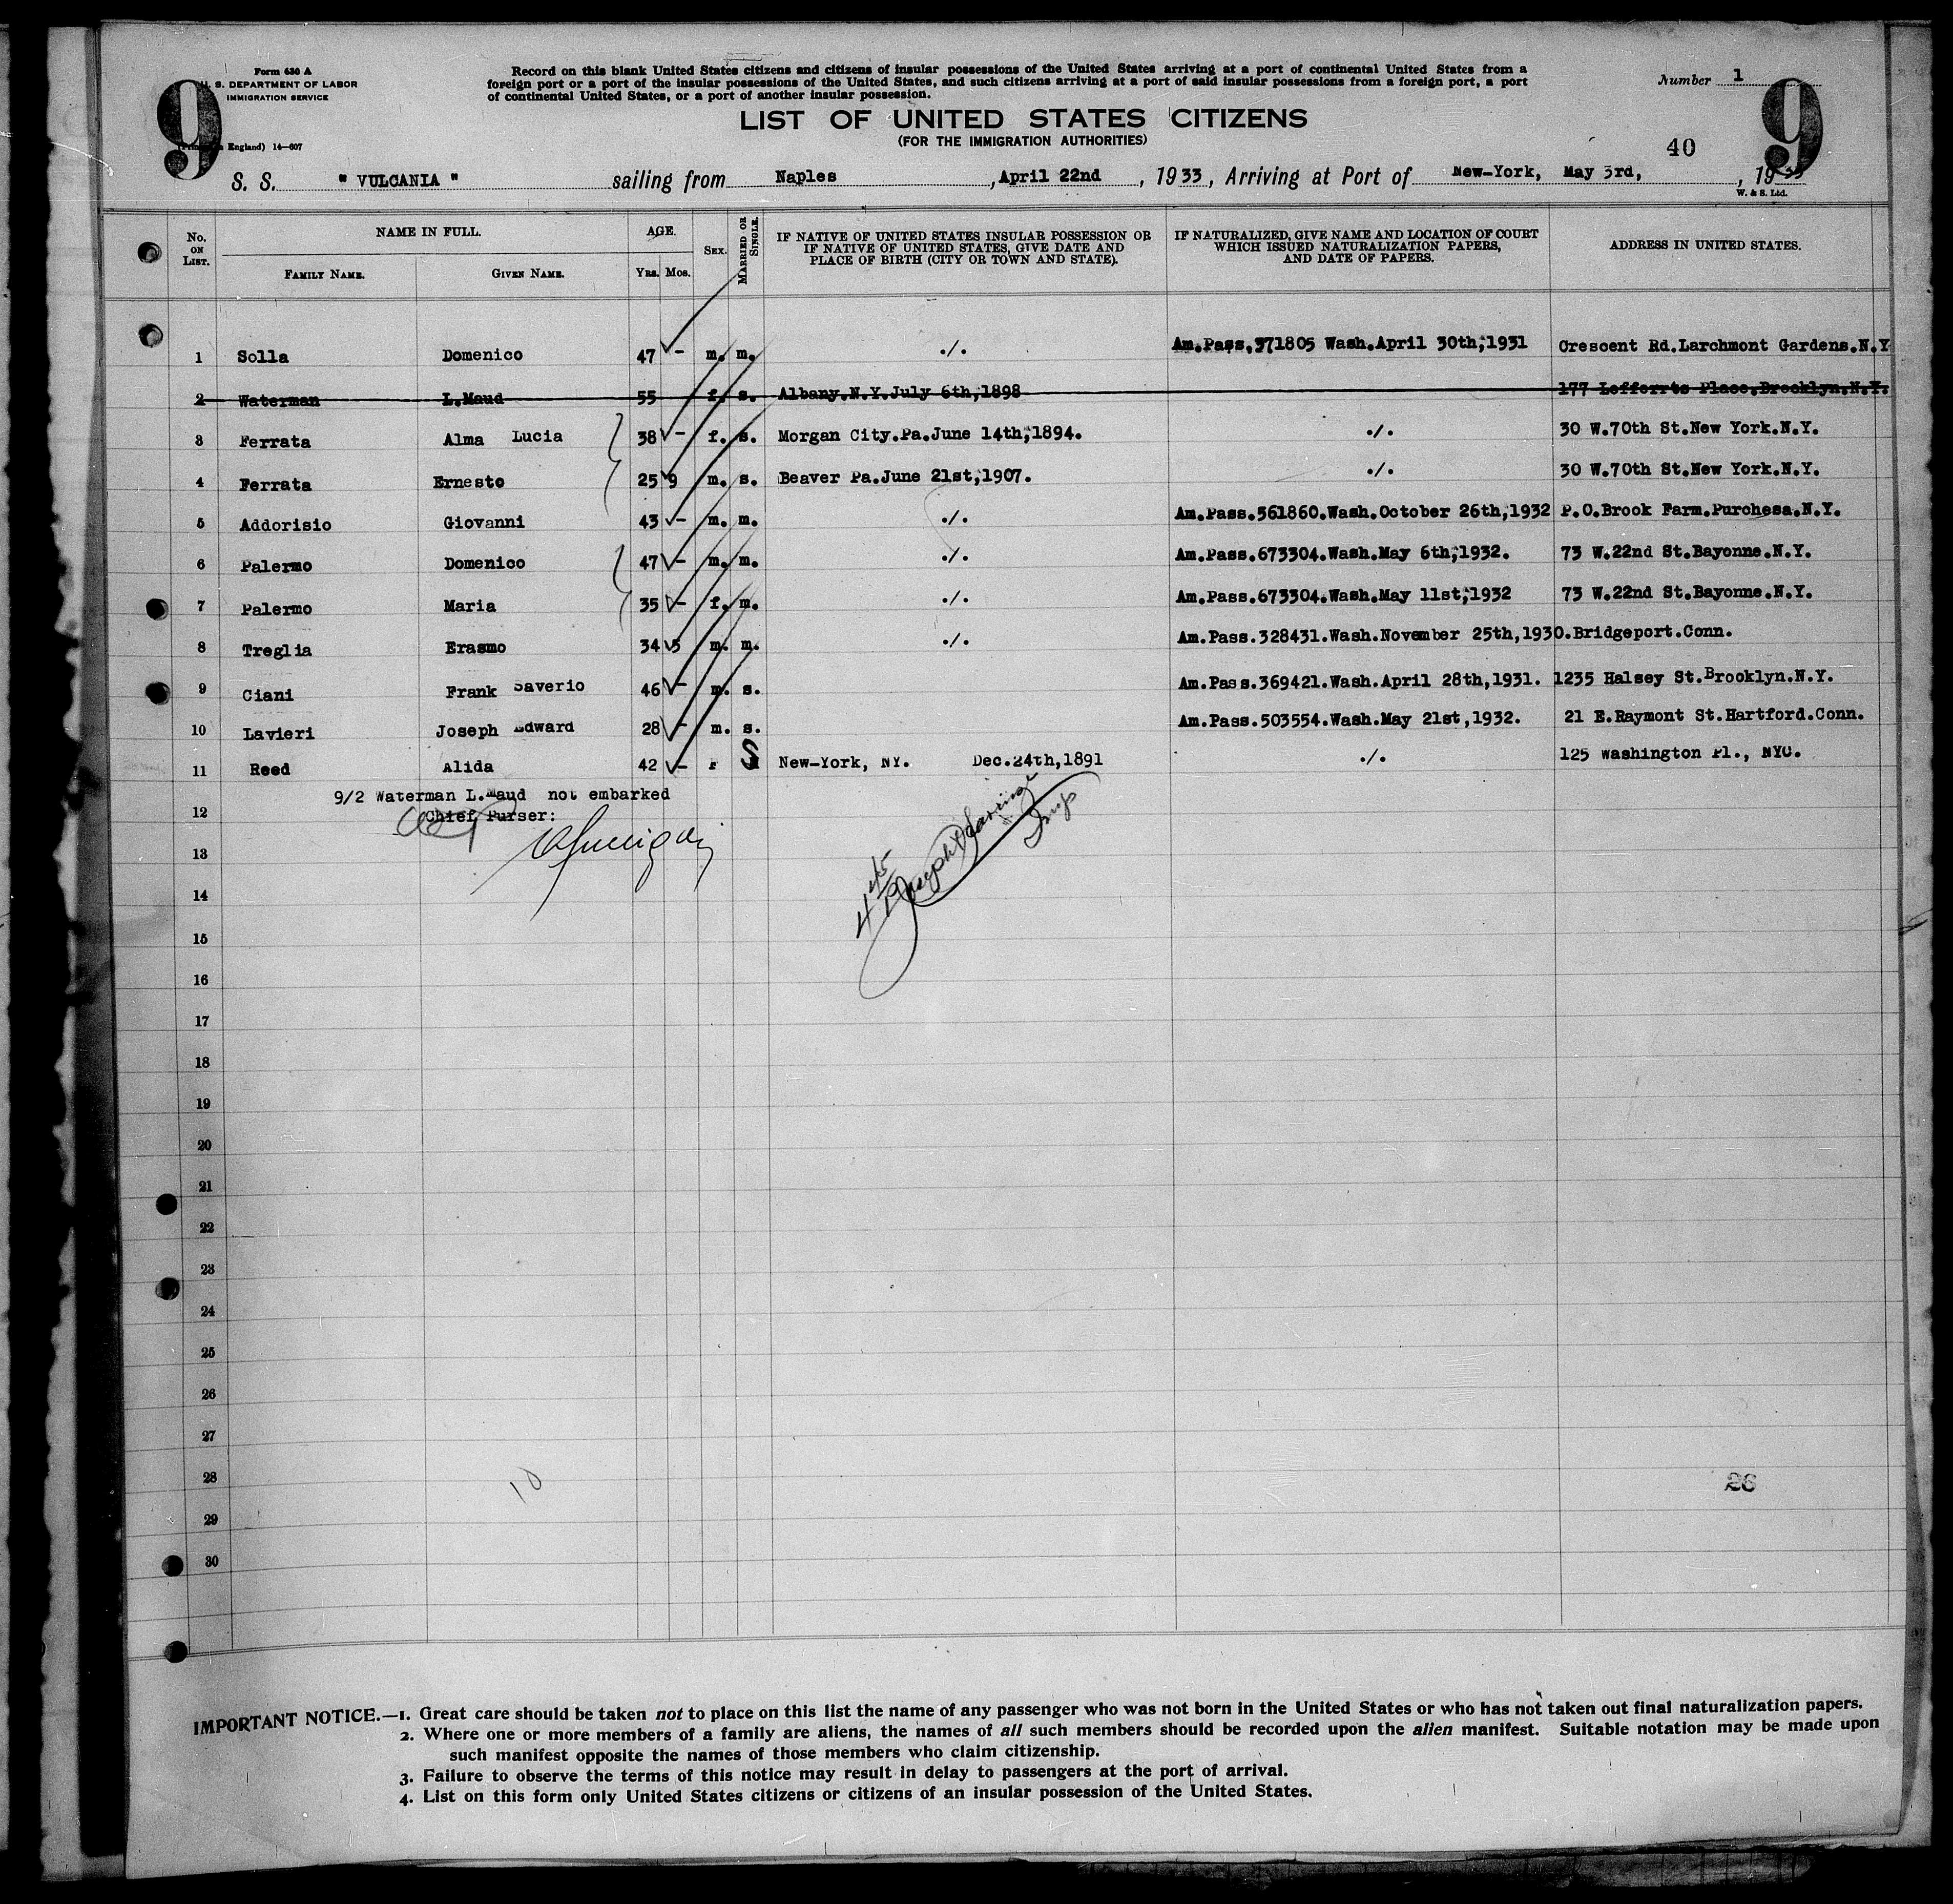 9
Form 630 A
U. S. DEPARTMENT OF LABOR
IMMIGRATION SERVICE
England) 14—607
Record on this blank United States citizens and citizens of insular possessions of the United States arriving at a port of continental United States from a
foreign port or a port of the insular possessions of the United States, and such citizens arriving at a port of said insular possessions from a foreign port, a port
of continental United States, or a port of another insular possession.
Number 1
9
LIST OF UNITED STATES CITIZENS
(FOR THE IMMIGRATION AUTHORITIES)
40
S. S. " VULCANIA " sailing from Naples, April 22nd, 1933, Arriving at Port of New-York, May 3rd, 1933
W. & S. Ltd.
No. ON LIST. NAME IN FULL. FAMILY NAME. GIVEN NAME. AGE. YRS. MOS. SEX. MARRIED OR SINGLE. IF NATIVE OF UNITED STATES INSULAR POSSESSION OR IF NATIVE OF UNITED STATES, GIVE DATE AND PLACE OF BIRTH (CITY OR TOWN AND STATE). IF NATURALIZED, GIVE NAME AND LOCATION OF COURT WHICH ISSUED NATURALIZATION PAPERS, AND DATE OF PAPERS. ADDRESS IN UNITED STATES.
1 Solla Domenico 47 - m. m. ./. Am.Pass.371805 Wash.April 30th,1931 Crescent Rd.Larchmont Gardens.N.Y
2 Waterman L.Maud 55 f. s. Albany.N.Y.July 6th,1898 177 Lefferrts Place.Brooklyn.N.Y.
3 Ferrata Alma Lucia 38 - f. s. Morgan City.Pa.June 14th,1894. ./. 30 W.70th St.New York.N.Y.
4 Ferrata Ernesto 25 9 m. s. Beaver Pa.June 21st,1907. ./. 30 W.70th St.New York.N.Y.
5 Addorisio Giovanni 43 - m. m. ./. Am.Pass.561860.Wash.October 26th,1932 P.O.Brook Farm.Purchesa.N.Y.
6 Palermo Domenico 47 - m. m. ./. Am.Pass.673304.Wash.May 6th,1932. 73 W.22nd St.Bayonne.N.Y.
7 Palermo Maria 35 - f. m. ./. Am.Pass.673304.Wash.May 11st,1932 73 W.22nd St.Bayonne.N.Y.
8 Treglia Erasmo 34 5 m. m. ./. Am.Pass.328431.Wash.November 25th,1930. Bridgeport.Conn.
9 Ciani Frank Saverio 46 - m. s. Am.Pass.369421.Wash.April 28th,1931. 1235 Halsey St.Brooklyn.N.Y.
10 Lavieri Joseph Edward 28 - m. s. Am.Pass.503554.Wash.May 21st,1932. 21 E.Raymont St.Hartford.Conn.
11 Reed Alida 42 - f S New-York, NY. Dec.24th,1891 ./. 125 Washington Pl., NYC.
9/2 Waterman L.Maud not embarked
12 Chief Purser:
13
14
15
16
17
18
19
20
21
22
23
24
25
26
27
28 10 26
29
30
IMPORTANT NOTICE.—1. Great care should be taken not to place on this list the name of any passenger who was not born in the United States or who has not taken out final naturalization papers.
2. Where one or more members of a family are aliens, the names of all such members should be recorded upon the alien manifest. Suitable notation may be made upon
such manifest opposite the names of those members who claim citizenship.
3. Failure to observe the terms of this notice may result in delay to passengers at the port of arrival.
4. List on this form only United States citizens or citizens of an insular possession of the United States.